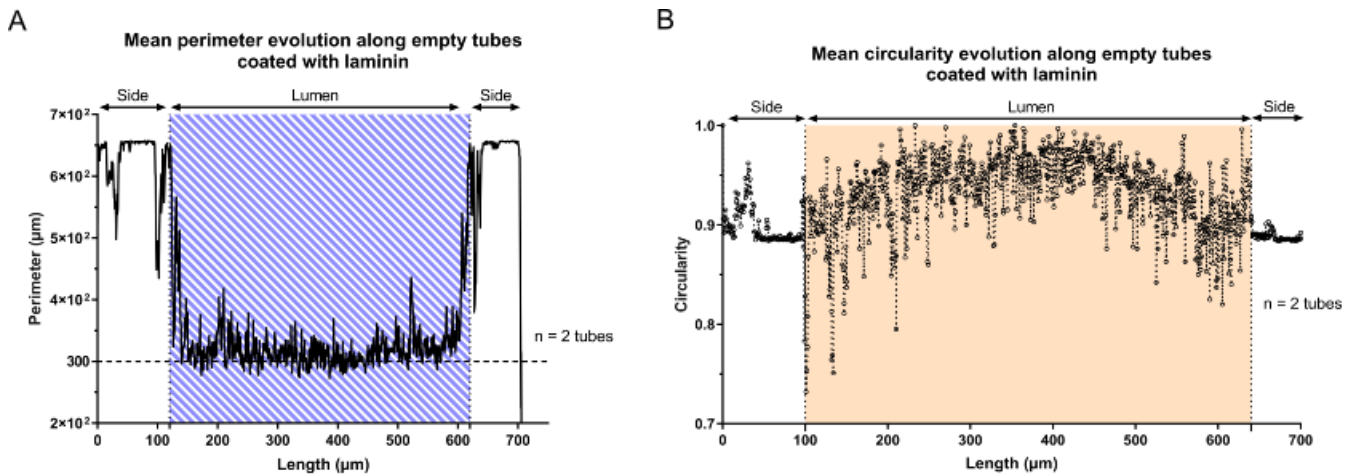 A
Mean perimeter evolution along empty tubes
coated with laminin
Side
Lumen
Side
7×10²
6×10²
5×10²
4×10²
300
2×10²
Perimeter (µm)
n = 2 tubes
0
100
200
300
400
500
600
700
Length (µm)
B
Mean circularity evolution along empty tubes
coated with laminin
Side
Lumen
Side
1.0
0.9
0.8
0.7
Circularity
n = 2 tubes
0
100
200
300
400
500
600
700
Length (µm)